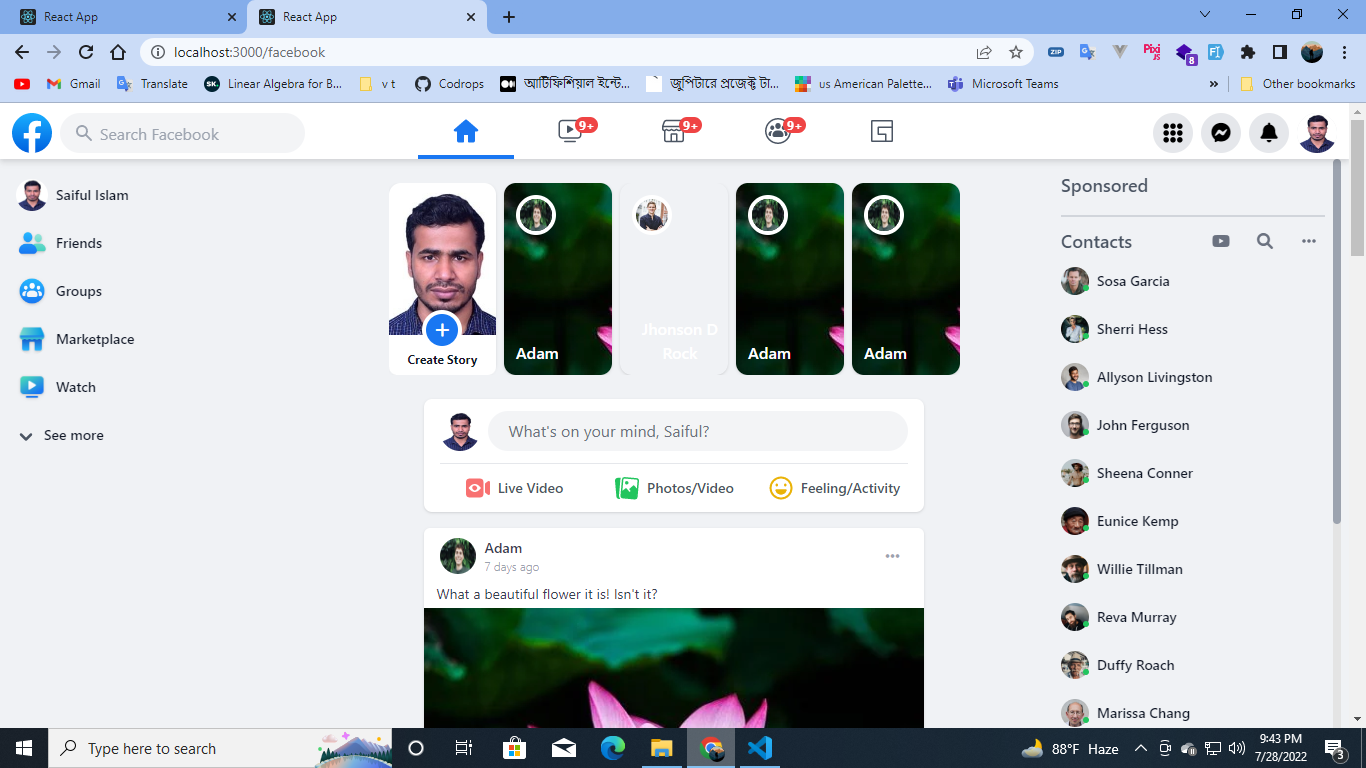 React App
React App
localhost:3000/facebook
ZIP
Pixi JS
8
Gmail
Translate
SK.
Linear Algebra for B...
v t
Codrops
আর্টিফিশিয়াল ইন্টে...
জুপিটারে প্রজেক্ট টা...
us American Palette...
Microsoft Teams
»
Other bookmarks
Search Facebook
9+
9+
9+
Saiful Islam
Friends
Groups
Marketplace
Watch
See more
Create Story
Adam
Jhonson D
Rock
Adam
Adam
What's on your mind, Saiful?
Live Video
Photos/Video
Feeling/Activity
Adam
7 days ago
What a beautiful flower it is! Isn't it?
Sponsored
Contacts
Sosa Garcia
Sherri Hess
Allyson Livingston
John Ferguson
Sheena Conner
Eunice Kemp
Willie Tillman
Reva Murray
Duffy Roach
Marissa Chang
Type here to search
88°F Haze
9:43 PM
7/28/2022
3